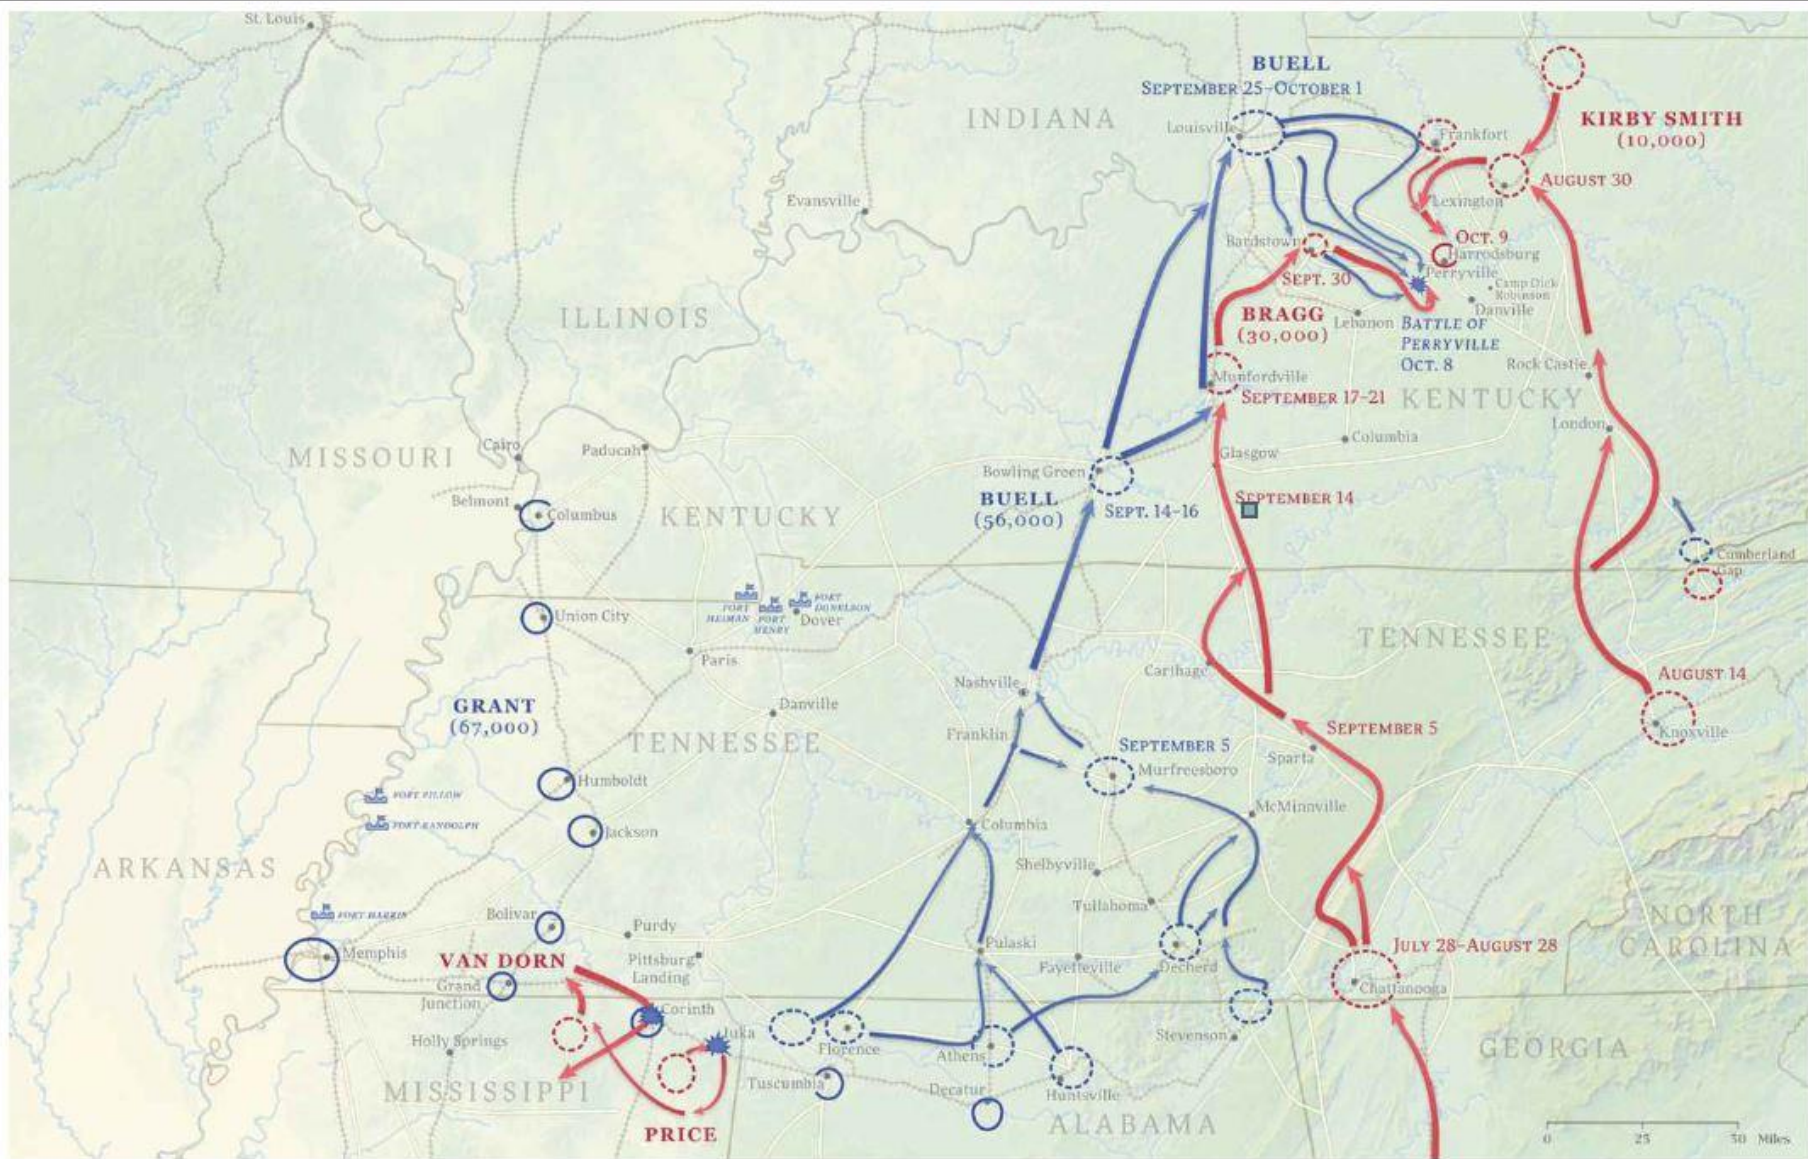 St. Louis
BUELL
SEPTEMBER 25–OCTOBER 1
INDIANA
Louisville
Frankfort
KIRBY SMITH
(10,000)
AUGUST 30
Evansville
Lexington
Bardstown
OCT. 9
Harrodsburg
Perryville
SEPT. 30
Camp Dick
Robinson
Danville
ILLINOIS
BRAGG
(30,000)
Lebanon
BATTLE OF
PERRYVILLE
OCT. 8
Rock Castle
Munfordville
SEPTEMBER 17–21
KENTUCKY
London
MISSOURI
Cairo
Paducah
Columbia
Glasgow
Bowling Green
Belmont
Columbus
KENTUCKY
BUELL
(56,000)
SEPT. 14–16
SEPTEMBER 14
Cumberland
Gap
FORT
HEIMAN
FORT
HENRY
FORT
DONELSON
Dover
Union City
Paris
TENNESSEE
Carthage
AUGUST 14
Nashville
Knoxville
GRANT
(67,000)
Danville
TENNESSEE
Franklin
SEPTEMBER 5
Murfreesboro
SEPTEMBER 5
Sparta
Humboldt
FORT PILLOW
FORT RANDOLPH
Jackson
Columbia
McMinnville
ARKANSAS
Shelbyville
Tullahoma
FORT HARRIS
Bolivar
Purdy
NORTH
CAROLINA
Memphis
VAN DORN
Pittsburg
Landing
Pulaski
Fayetteville
Decherd
JULY 28–AUGUST 28
Chattanooga
Grand
Junction
Corinth
Iuka
Holly Springs
Florence
Athens
Stevenson
GEORGIA
MISSISSIPPI
Tuscumbia
Decatur
Huntsville
ALABAMA
PRICE
0 25 50 Miles